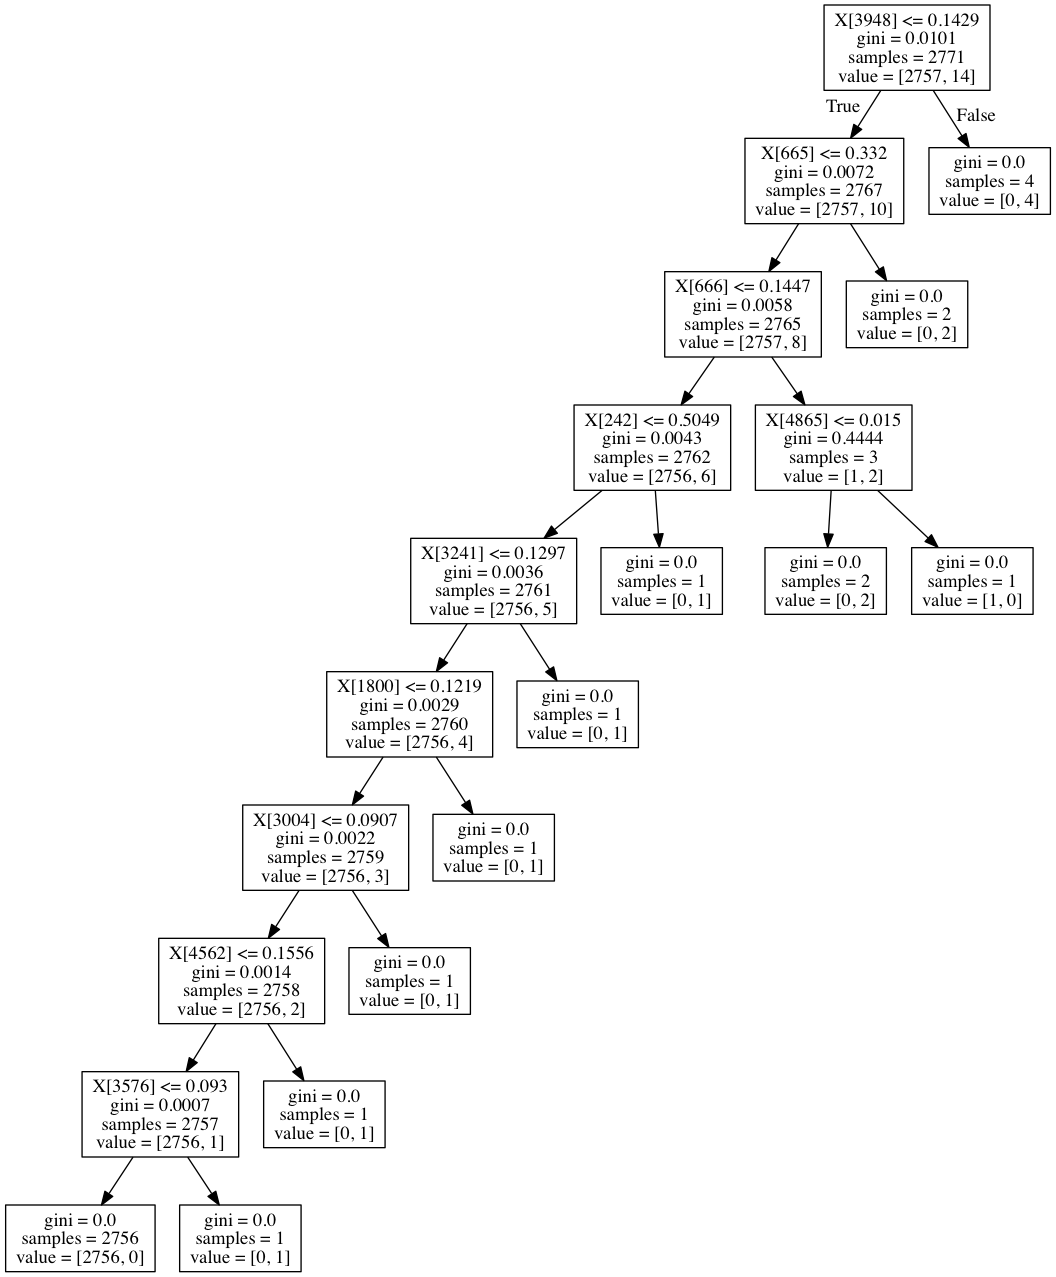 X[3948] <= 0.1429
gini = 0.0101
samples = 2771
value = [2757, 14]
True
False
X[665] <= 0.332
gini = 0.0072
samples = 2767
value = [2757, 10]
gini = 0.0
samples = 4
value = [0, 4]
X[666] <= 0.1447
gini = 0.0058
samples = 2765
value = [2757, 8]
gini = 0.0
samples = 2
value = [0, 2]
X[242] <= 0.5049
gini = 0.0043
samples = 2762
value = [2756, 6]
X[4865] <= 0.015
gini = 0.4444
samples = 3
value = [1, 2]
X[3241] <= 0.1297
gini = 0.0036
samples = 2761
value = [2756, 5]
gini = 0.0
samples = 1
value = [0, 1]
gini = 0.0
samples = 2
value = [0, 2]
gini = 0.0
samples = 1
value = [1, 0]
X[1800] <= 0.1219
gini = 0.0029
samples = 2760
value = [2756, 4]
gini = 0.0
samples = 1
value = [0, 1]
X[3004] <= 0.0907
gini = 0.0022
samples = 2759
value = [2756, 3]
gini = 0.0
samples = 1
value = [0, 1]
X[4562] <= 0.1556
gini = 0.0014
samples = 2758
value = [2756, 2]
gini = 0.0
samples = 1
value = [0, 1]
X[3576] <= 0.093
gini = 0.0007
samples = 2757
value = [2756, 1]
gini = 0.0
samples = 1
value = [0, 1]
gini = 0.0
samples = 2756
value = [2756, 0]
gini = 0.0
samples = 1
value = [0, 1]